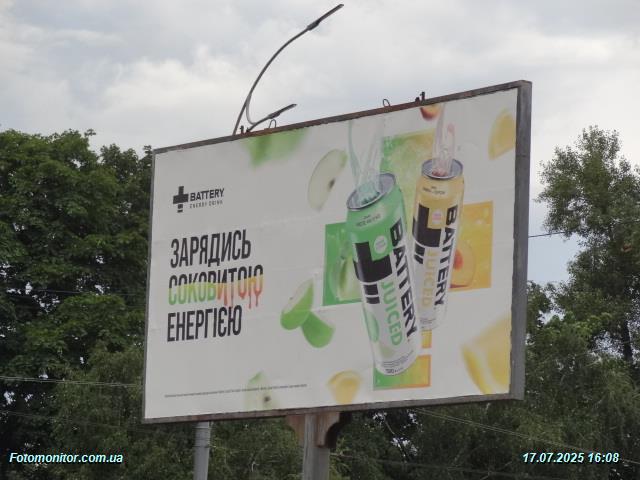 BATTERY
ENERGY DRINK
ЗАРЯДИСЬ
СОКОВИТОЮ
ЕНЕРГІЄЮ
BATTERY
JUICED
BATTERY
JUICED
Fotomonitor.com.ua
17.07.2025 16:08